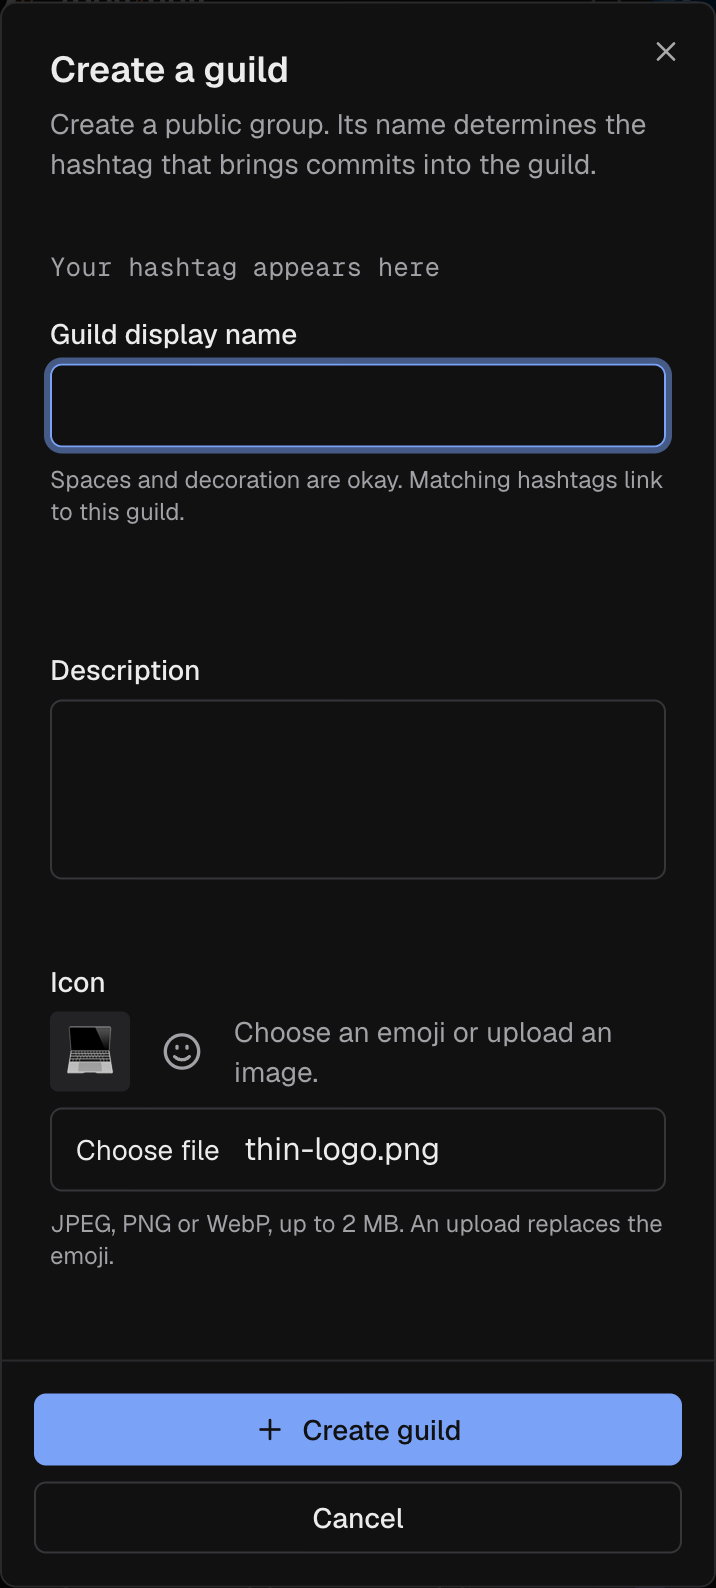 Create a guild
Create a public group. Its name determines the
hashtag that brings commits into the guild.
Your hashtag appears here
Guild display name
Spaces and decoration are okay. Matching hashtags link
to this guild.
Description
Icon
Choose an emoji or upload an
image.
Choose file thin-logo.png
JPEG, PNG or WebP, up to 2 MB. An upload replaces the
emoji.
+ Create guild
Cancel